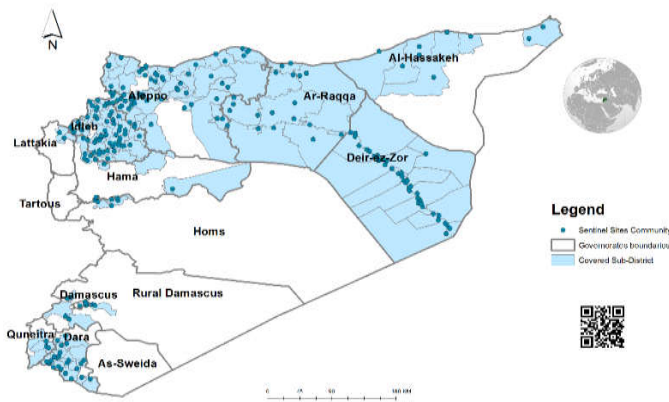 N
Al-Hassakeh
Aleppo
Ar-Raqqa
Idleb
Lattakia
Deir-ez-Zor
Hama
Tartous
Homs
Legend
Sentinel Sites Community
Governorates boundaries
Covered Sub-District
Damascus
Rural Damascus
Quneitra
Dara
As-Sweida